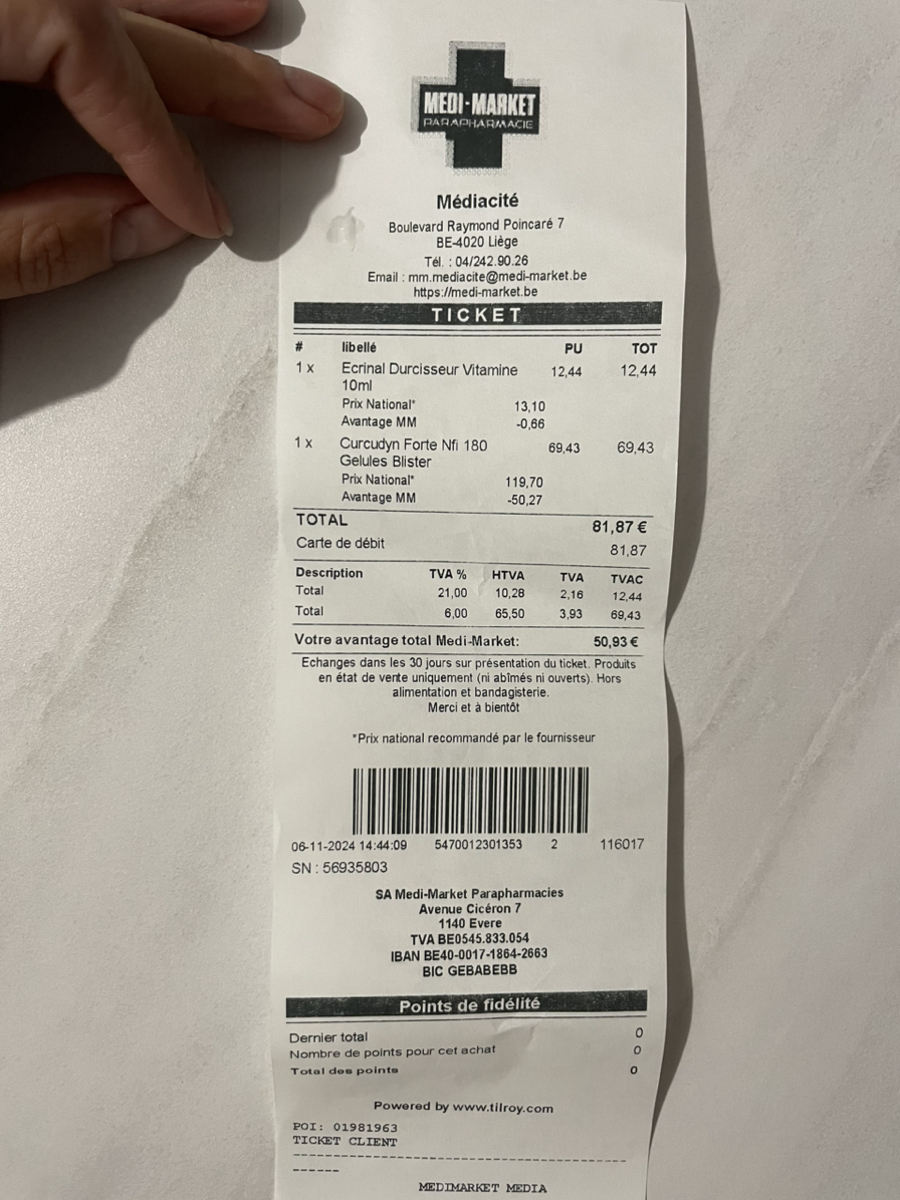 MEDI-MARKET
PARAPHARMACIE
Médiacité
Boulevard Raymond Poincaré 7
BE-4020 Liège
Tél. : 04/242.90.26
Email : mm.mediacite@medi-market.be
https://medi-market.be
TICKET
# libellé PU TOT
1 x Ecrinal Durcisseur Vitamine 12,44 12,44
10ml
Prix National* 13,10
Avantage MM -0,66
1 x Curcudyn Forte Nfi 180 69,43 69,43
Gelules Blister
Prix National* 119,70
Avantage MM -50,27
TOTAL 81,87 €
Carte de débit 81,87
Description TVA % HTVA TVA TVAC
Total 21,00 10,28 2,16 12,44
Total 6,00 65,50 3,93 69,43
Votre avantage total Medi-Market: 50,93 €
Echanges dans les 30 jours sur présentation du ticket. Produits
en état de vente uniquement (ni abîmés ni ouverts). Hors
alimentation et bandagisterie.
Merci et à bientôt
*Prix national recommandé par le fournisseur
06-11-2024 14:44:09 5470012301353 2 116017
SN : 56935803
SA Medi-Market Parapharmacies
Avenue Cicéron 7
1140 Evere
TVA BE0545.833.054
IBAN BE40-0017-1864-2663
BIC GEBABEBB
Points de fidélité
Dernier total 0
Nombre de points pour cet achat 0
Total des points 0
Powered by www.tilroy.com
POI: 01981963
TICKET CLIENT
MEDIMARKET MEDIA